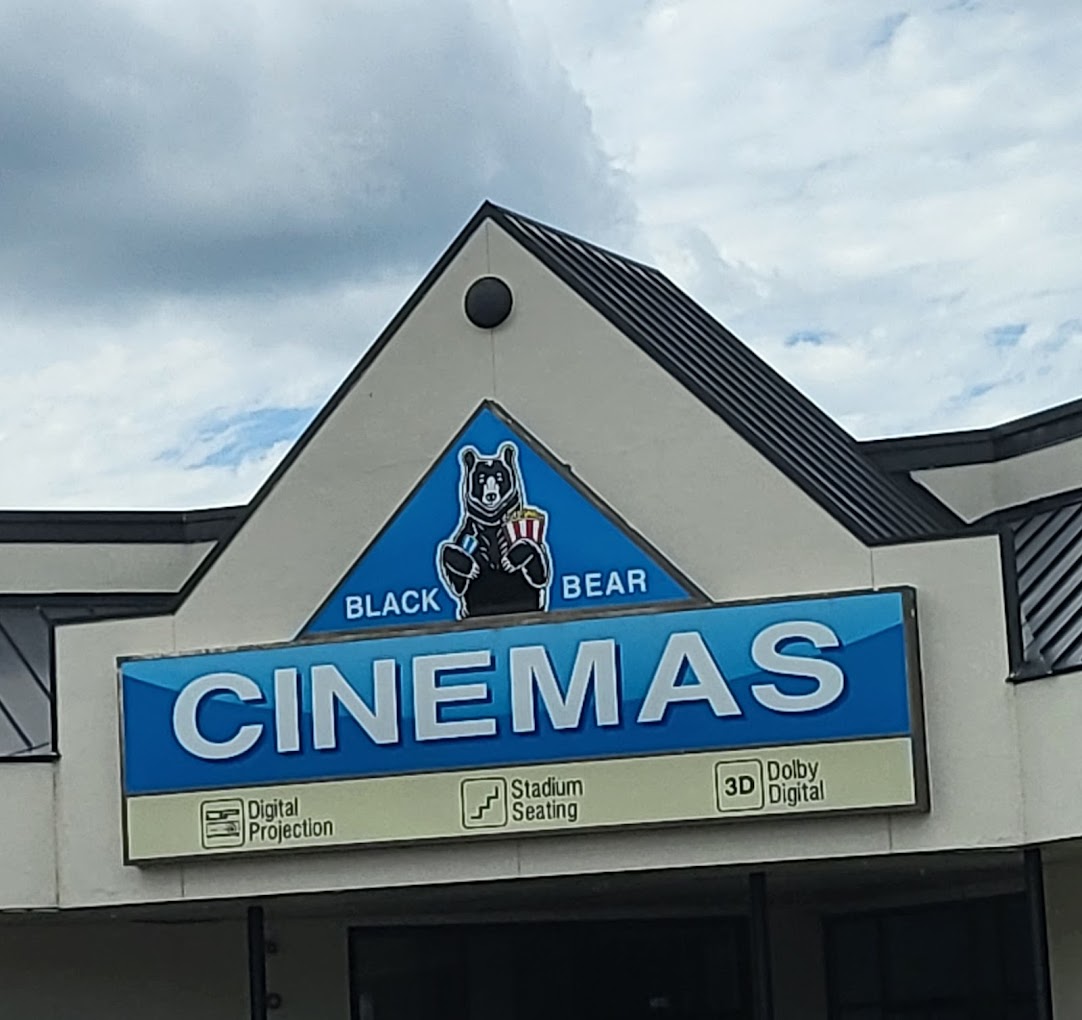 BLACK BEAR
CINEMAS
Digital
Projection
Stadium
Seating
3D
Dolby
Digital